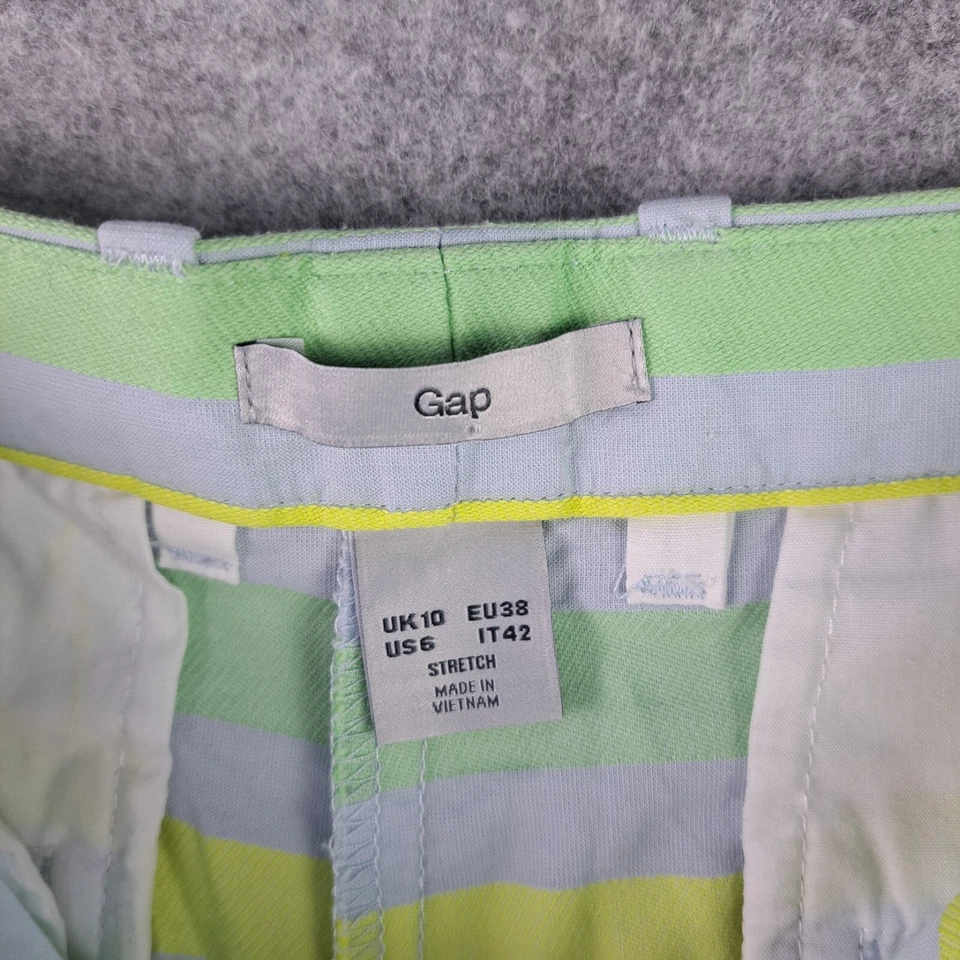 Gap
UK10 EU38
US6 IT42
STRETCH
MADE IN
VIETNAM